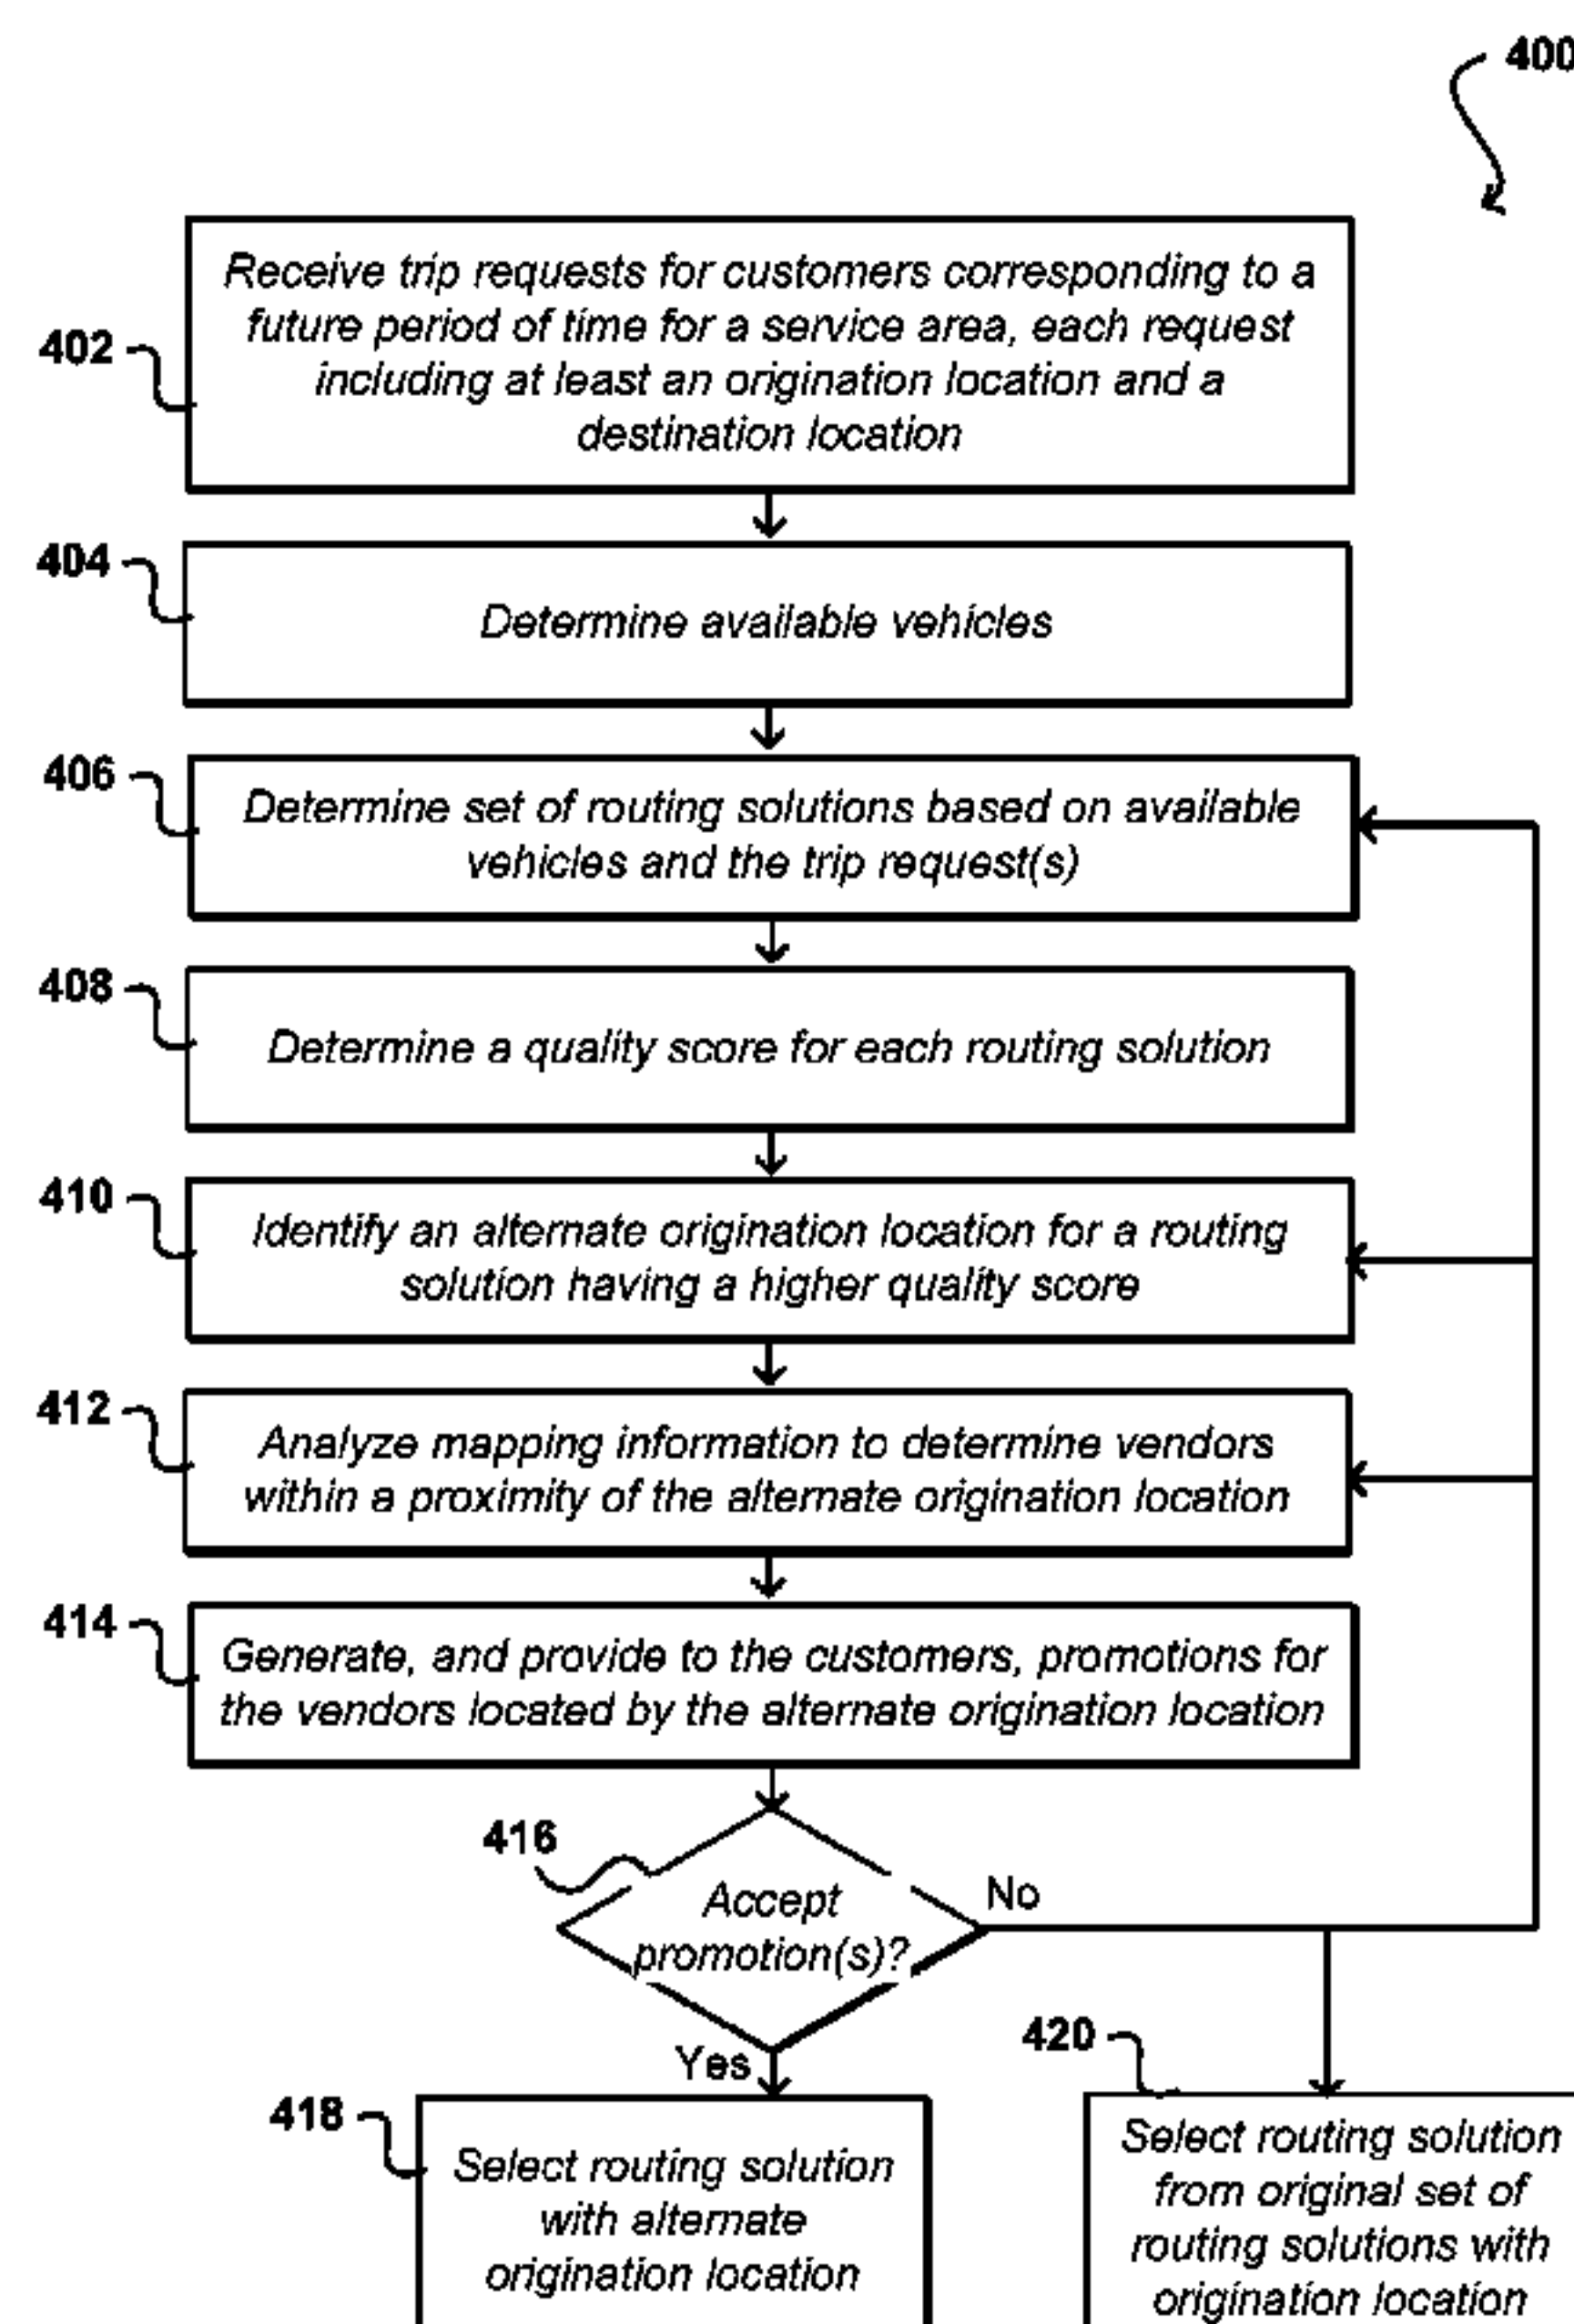 400
402
Receive trip requests for customers corresponding to a
future period of time for a service area, each request
including at least an origination location and a
destination location
404
Determine available vehicles
406
Determine set of routing solutions based on available
vehicles and the trip request(s)
408
Determine a quality score for each routing solution
410
Identify an alternate origination location for a routing
solution having a higher quality score
412
Analyze mapping information to determine vendors
within a proximity of the alternate origination location
414
Generate, and provide to the customers, promotions for
the vendors located by the alternate origination location
416
Accept
promotion(s)?
No
Yes
418
Select routing solution
with alternate
origination location
420
Select routing solution
from original set of
routing solutions with
origination location